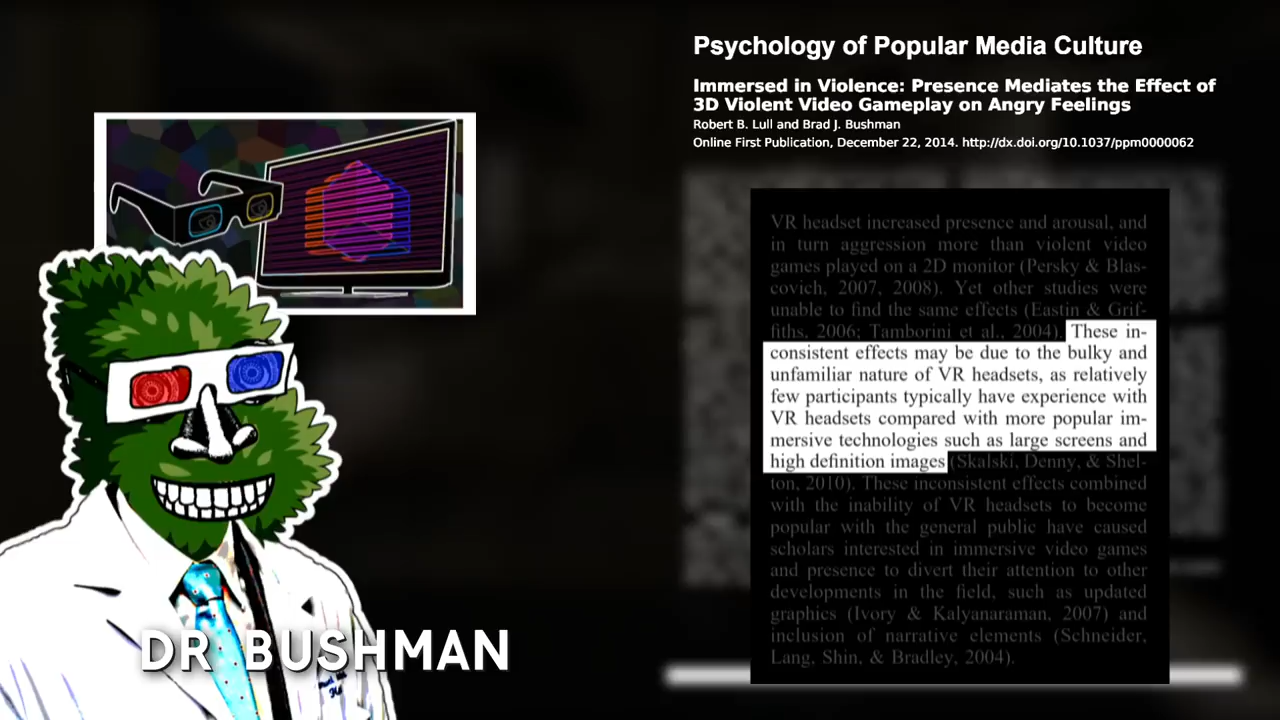 Psychology of Popular Media Culture
Immersed in Violence: Presence Mediates the Effect of
3D Violent Video Gameplay on Angry Feelings
Robert B. Lull and Brad J. Bushman
Online First Publication, December 22, 2014. http://dx.doi.org/10.1037/ppm0000062
VR headset increased presence and arousal, and
in turn aggression more than violent video
games played on a 2D monitor (Persky & Blas-
covich, 2007, 2008). Yet other studies were
unable to find the same effects (Eastin & Grif-
fiths, 2006; Tamborini et al., 2004). These in-
consistent effects may be due to the bulky and
unfamiliar nature of VR headsets, as relatively
few participants typically have experience with
VR headsets compared with more popular im-
mersive technologies such as large screens and
high definition images (Skalski, Denny, & Shel-
ton, 2010). These inconsistent effects combined
with the inability of VR headsets to become
popular with the general public have caused
scholars interested in immersive video games
and presence to divert their attention to other
developments in the field, such as updated
graphics (Ivory & Kalyanaraman, 2007) and
inclusion of narrative elements (Schneider,
Lang, Shin, & Bradley, 2004).
DR BUSHMAN